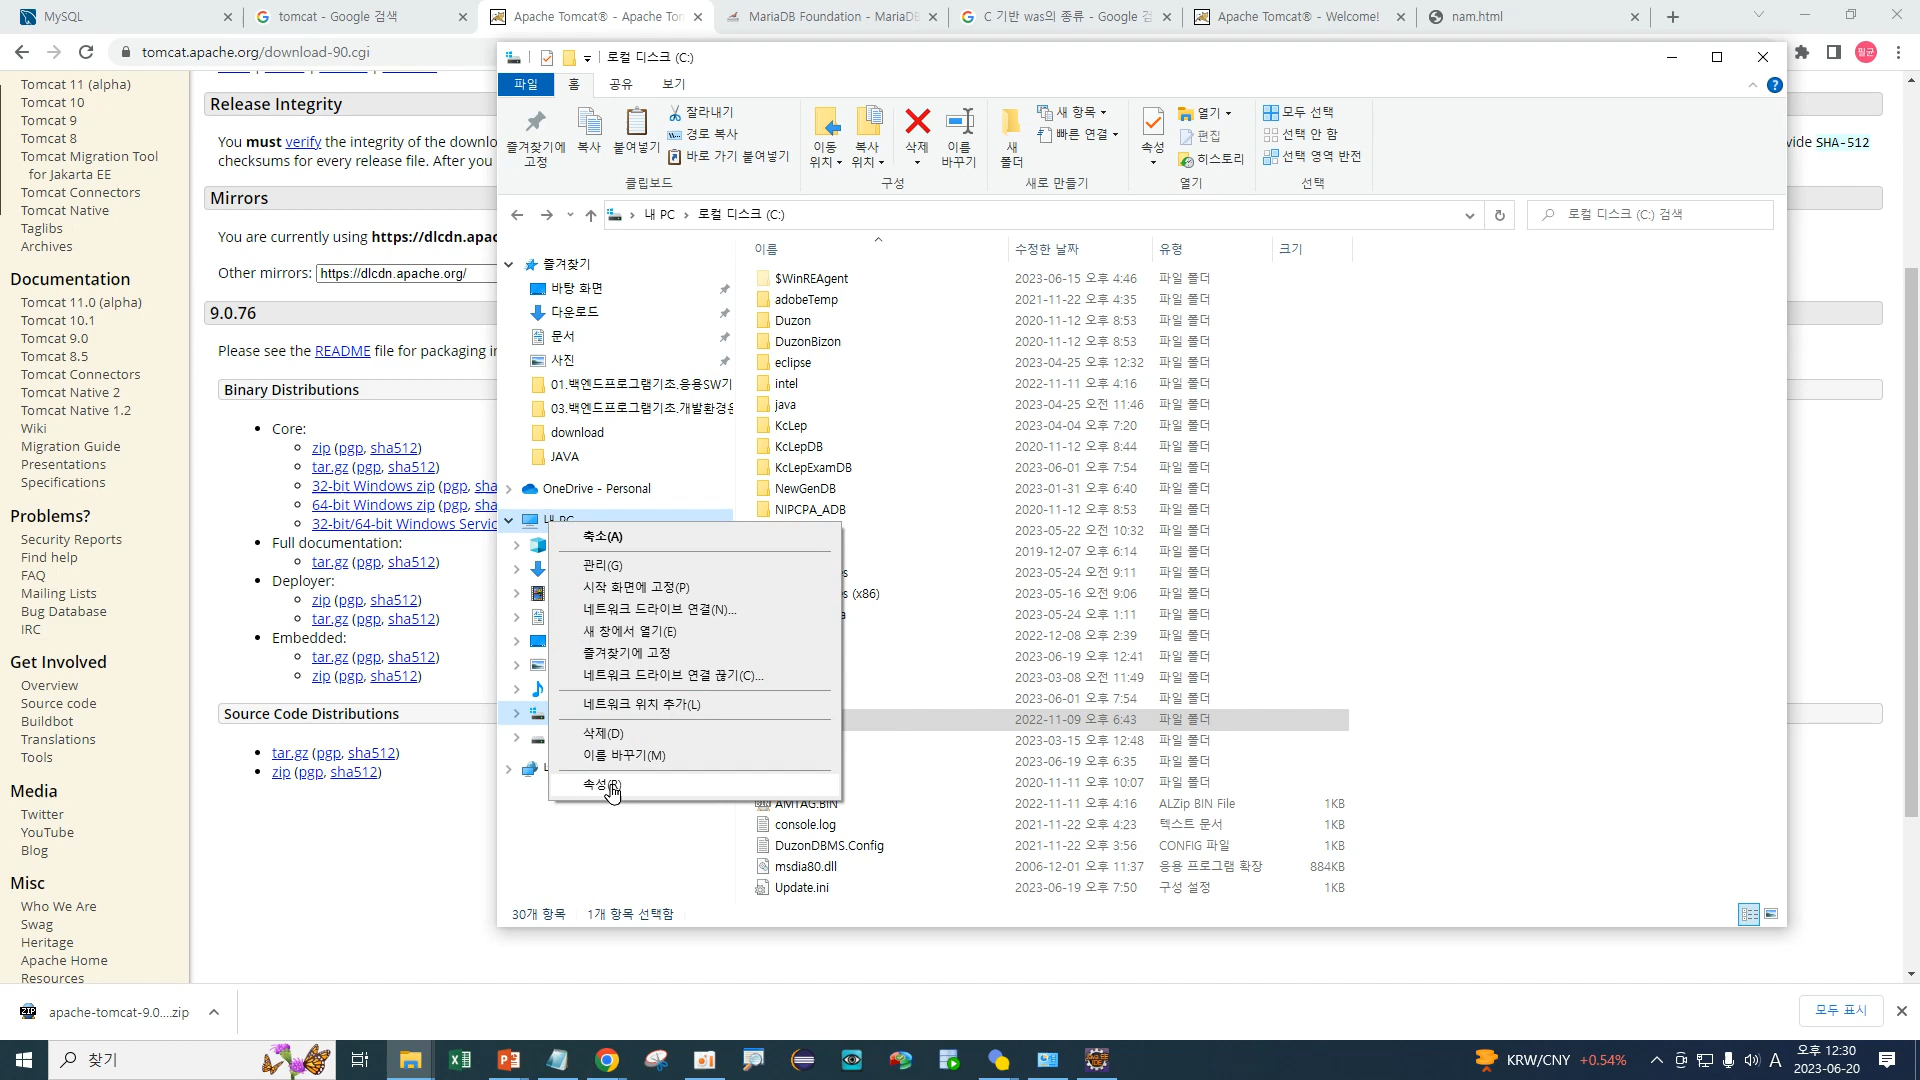 MySQL
tomcat - Google 검색
Apache Tomcat® - Apache Ton
MariaDB Foundation - MariaDB
C 기반 was의 종류 - Google 검
Apache Tomcat® - Welcome!
nam.html
tomcat.apache.org/download-90.cgi
필균
Tomcat 11 (alpha)
Tomcat 10
Tomcat 9
Tomcat 8
Tomcat Migration Tool
for Jakarta EE
Tomcat Connectors
Tomcat Native
Taglibs
Archives
Documentation
Tomcat 11.0 (alpha)
Tomcat 10.1
Tomcat 9.0
Tomcat 8.5
Tomcat Connectors
Tomcat Native 2
Tomcat Native 1.2
Wiki
Migration Guide
Presentations
Specifications
Problems?
Security Reports
Find help
FAQ
Mailing Lists
Bug Database
IRC
Get Involved
Overview
Source code
Buildbot
Translations
Tools
Media
Twitter
YouTube
Blog
Misc
Who We Are
Swag
Heritage
Apache Home
Resources
Release Integrity
You must verify the integrity of the downlo
vide SHA-512
checksums for every release file. After you
Mirrors
You are currently using https://dlcdn.apac
Other mirrors: https://dlcdn.apache.org/
9.0.76
Please see the README file for packaging in
Binary Distributions
Core:
zip (pgp, sha512)
tar.gz (pgp, sha512)
32-bit Windows zip (pgp, sha
64-bit Windows zip (pgp, sha
32-bit/64-bit Windows Servic
Full documentation:
tar.gz (pgp, sha512)
Deployer:
zip (pgp, sha512)
tar.gz (pgp, sha512)
Embedded:
tar.gz (pgp, sha512)
zip (pgp, sha512)
Source Code Distributions
tar.gz (pgp, sha512)
zip (pgp, sha512)
로컬 디스크 (C:)
파일 홈 공유 보기
즐겨찾기에 고정
복사
붙여넣기
잘라내기
경로 복사
바로 가기 붙여넣기
클립보드
이동 위치
복사 위치
삭제
이름 바꾸기
구성
새 폴더
새 항목
빠른 연결
새로 만들기
속성
열기
편집
히스토리
열기
모두 선택
선택 안 함
선택 영역 반전
선택
내 PC 로컬 디스크 (C:)
로컬 디스크 (C:) 검색
즐겨찾기
바탕 화면
다운로드
문서
사진
01.백엔드프로그램기초.응용SW기
03.백엔드프로그램기초.개발환경운
download
JAVA
OneDrive - Personal
내 PC
축소(A)
관리(G)
시작 화면에 고정(P)
네트워크 드라이브 연결(N)...
새 창에서 열기(E)
즐겨찾기에 고정
네트워크 드라이브 연결 끊기(C)...
네트워크 위치 추가(L)
삭제(D)
이름 바꾸기(M)
속성(R)
이름 수정한 날짜 유형 크기
$WinREAgent 2023-06-15 오후 4:46 파일 폴더
adobeTemp 2021-11-22 오후 4:35 파일 폴더
Duzon 2020-11-12 오후 8:53 파일 폴더
DuzonBizon 2020-11-12 오후 8:53 파일 폴더
eclipse 2023-04-25 오후 12:32 파일 폴더
intel 2022-11-11 오후 4:16 파일 폴더
java 2023-04-25 오전 11:46 파일 폴더
KcLep 2023-04-04 오후 7:20 파일 폴더
KcLepDB 2020-11-12 오후 8:44 파일 폴더
KcLepExamDB 2023-06-01 오후 7:54 파일 폴더
NewGenDB 2023-01-31 오후 6:40 파일 폴더
NIPCPA_ADB 2020-11-12 오후 8:53 파일 폴더
2023-05-22 오전 10:32 파일 폴더
2019-12-07 오후 6:14 파일 폴더
s 2023-05-24 오전 9:11 파일 폴더
s (x86) 2023-05-16 오전 9:06 파일 폴더
a 2023-05-24 오후 1:11 파일 폴더
2022-12-08 오후 2:39 파일 폴더
2023-06-19 오후 12:41 파일 폴더
2023-03-08 오전 11:49 파일 폴더
2023-06-01 오후 7:54 파일 폴더
2022-11-09 오후 6:43 파일 폴더
2023-03-15 오후 12:48 파일 폴더
2023-06-19 오후 6:35 파일 폴더
2020-11-11 오후 10:07 파일 폴더
AMTAG.BIN 2022-11-11 오후 4:16 ALZip BIN File 1KB
console.log 2021-11-22 오후 4:23 텍스트 문서 1KB
DuzonDBMS.Config 2021-11-22 오후 3:56 CONFIG 파일 1KB
msdia80.dll 2006-12-01 오후 11:37 응용 프로그램 확장 884KB
Update.ini 2023-06-19 오후 7:50 구성 설정 1KB
30개 항목 1개 항목 선택함
apache-tomcat-9.0....zip
모두 표시
찾기
KRW/CNY +0.54%
A
오후 12:30
2023-06-20